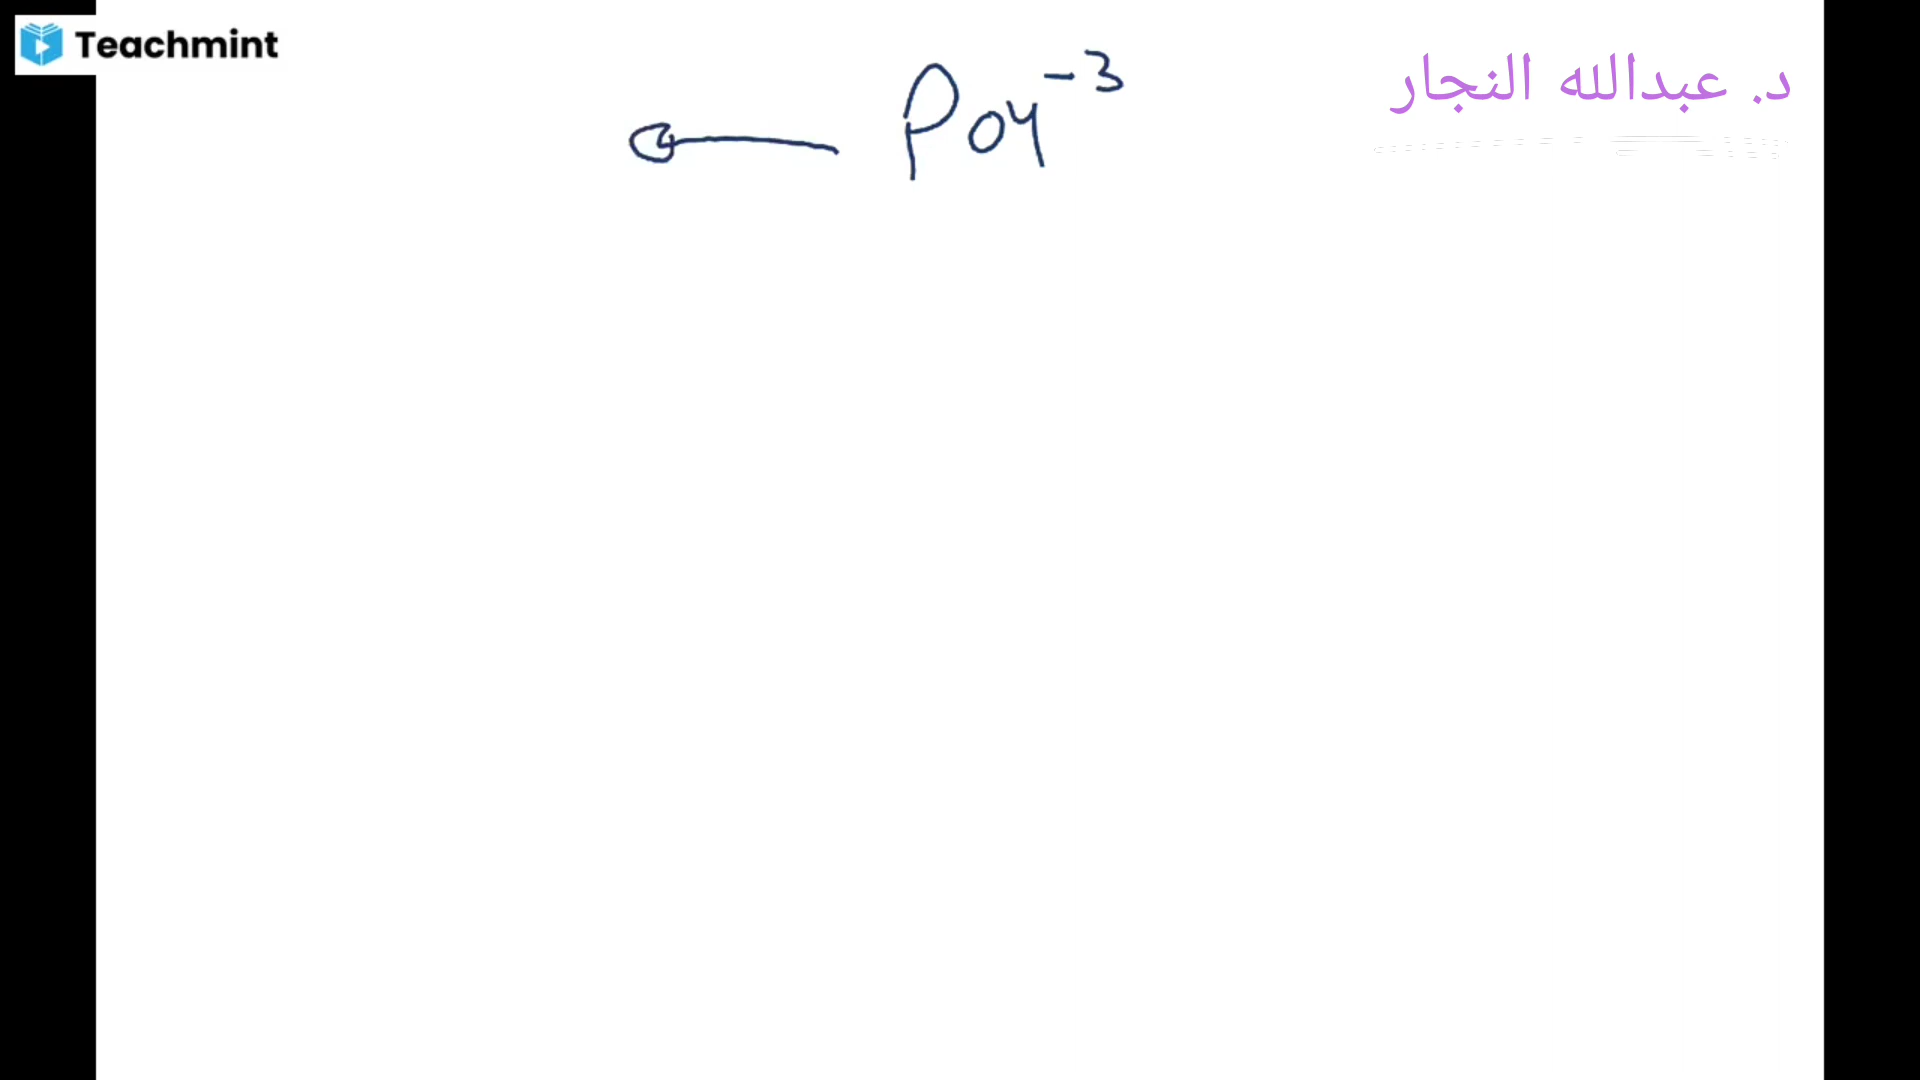 Teachmint
د. عبدالله النجار
← PO4^-3